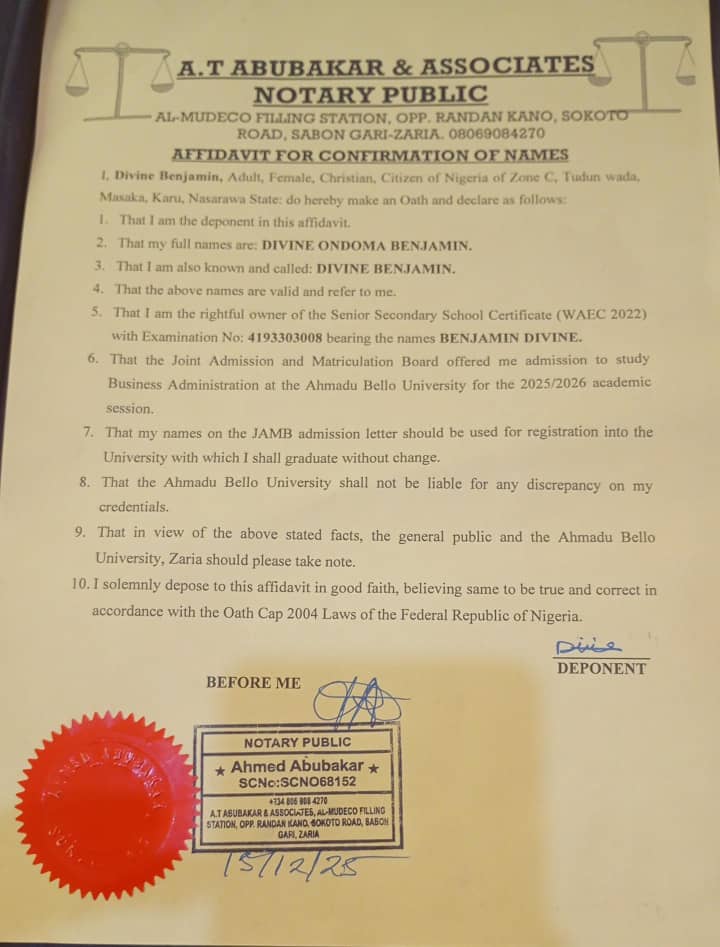 A.T ABUBAKAR & ASSOCIATES
NOTARY PUBLIC
AL-MUDECO FILLING STATION, OPP. RANDAN KANO, SOKOTO
ROAD, SABON GARI-ZARIA. 08069084270
AFFIDAVIT FOR CONFIRMATION OF NAMES
I, Divine Benjamin, Adult, Female, Christian, Citizen of Nigeria of Zone C, Tudun wada,
Masaka, Karu, Nasarawa State: do hereby make an Oath and declare as follows:
1. That I am the deponent in this affidavit.
2. That my full names are: DIVINE ONDOMA BENJAMIN.
3. That I am also known and called: DIVINE BENJAMIN.
4. That the above names are valid and refer to me.
5. That I am the rightful owner of the Senior Secondary School Certificate (WAEC 2022)
with Examination No: 4193303008 bearing the names BENJAMIN DIVINE.
6. That the Joint Admission and Matriculation Board offered me admission to study
Business Administration at the Ahmadu Bello University for the 2025/2026 academic
session.
7. That my names on the JAMB admission letter should be used for registration into the
University with which I shall graduate without change.
8. That the Ahmadu Bello University shall not be liable for any discrepancy on my
credentials.
9. That in view of the above stated facts, the general public and the Ahmadu Bello
University, Zaria should please take note.
10. I solemnly depose to this affidavit in good faith, believing same to be true and correct in
accordance with the Oath Cap 2004 Laws of the Federal Republic of Nigeria.
Divine
DEPONENT
BEFORE ME
NOTARY PUBLIC
★ Ahmed Abubakar ★
SCNo:SCNO68152
+234 806 908 4270
A.T ABUBAKAR & ASSOCIATES, AL-MUDECO FILLING
STATION, OPP. RANDAN KANO, SOKOTO ROAD, SABON
GARI, ZARIA
15/12/25